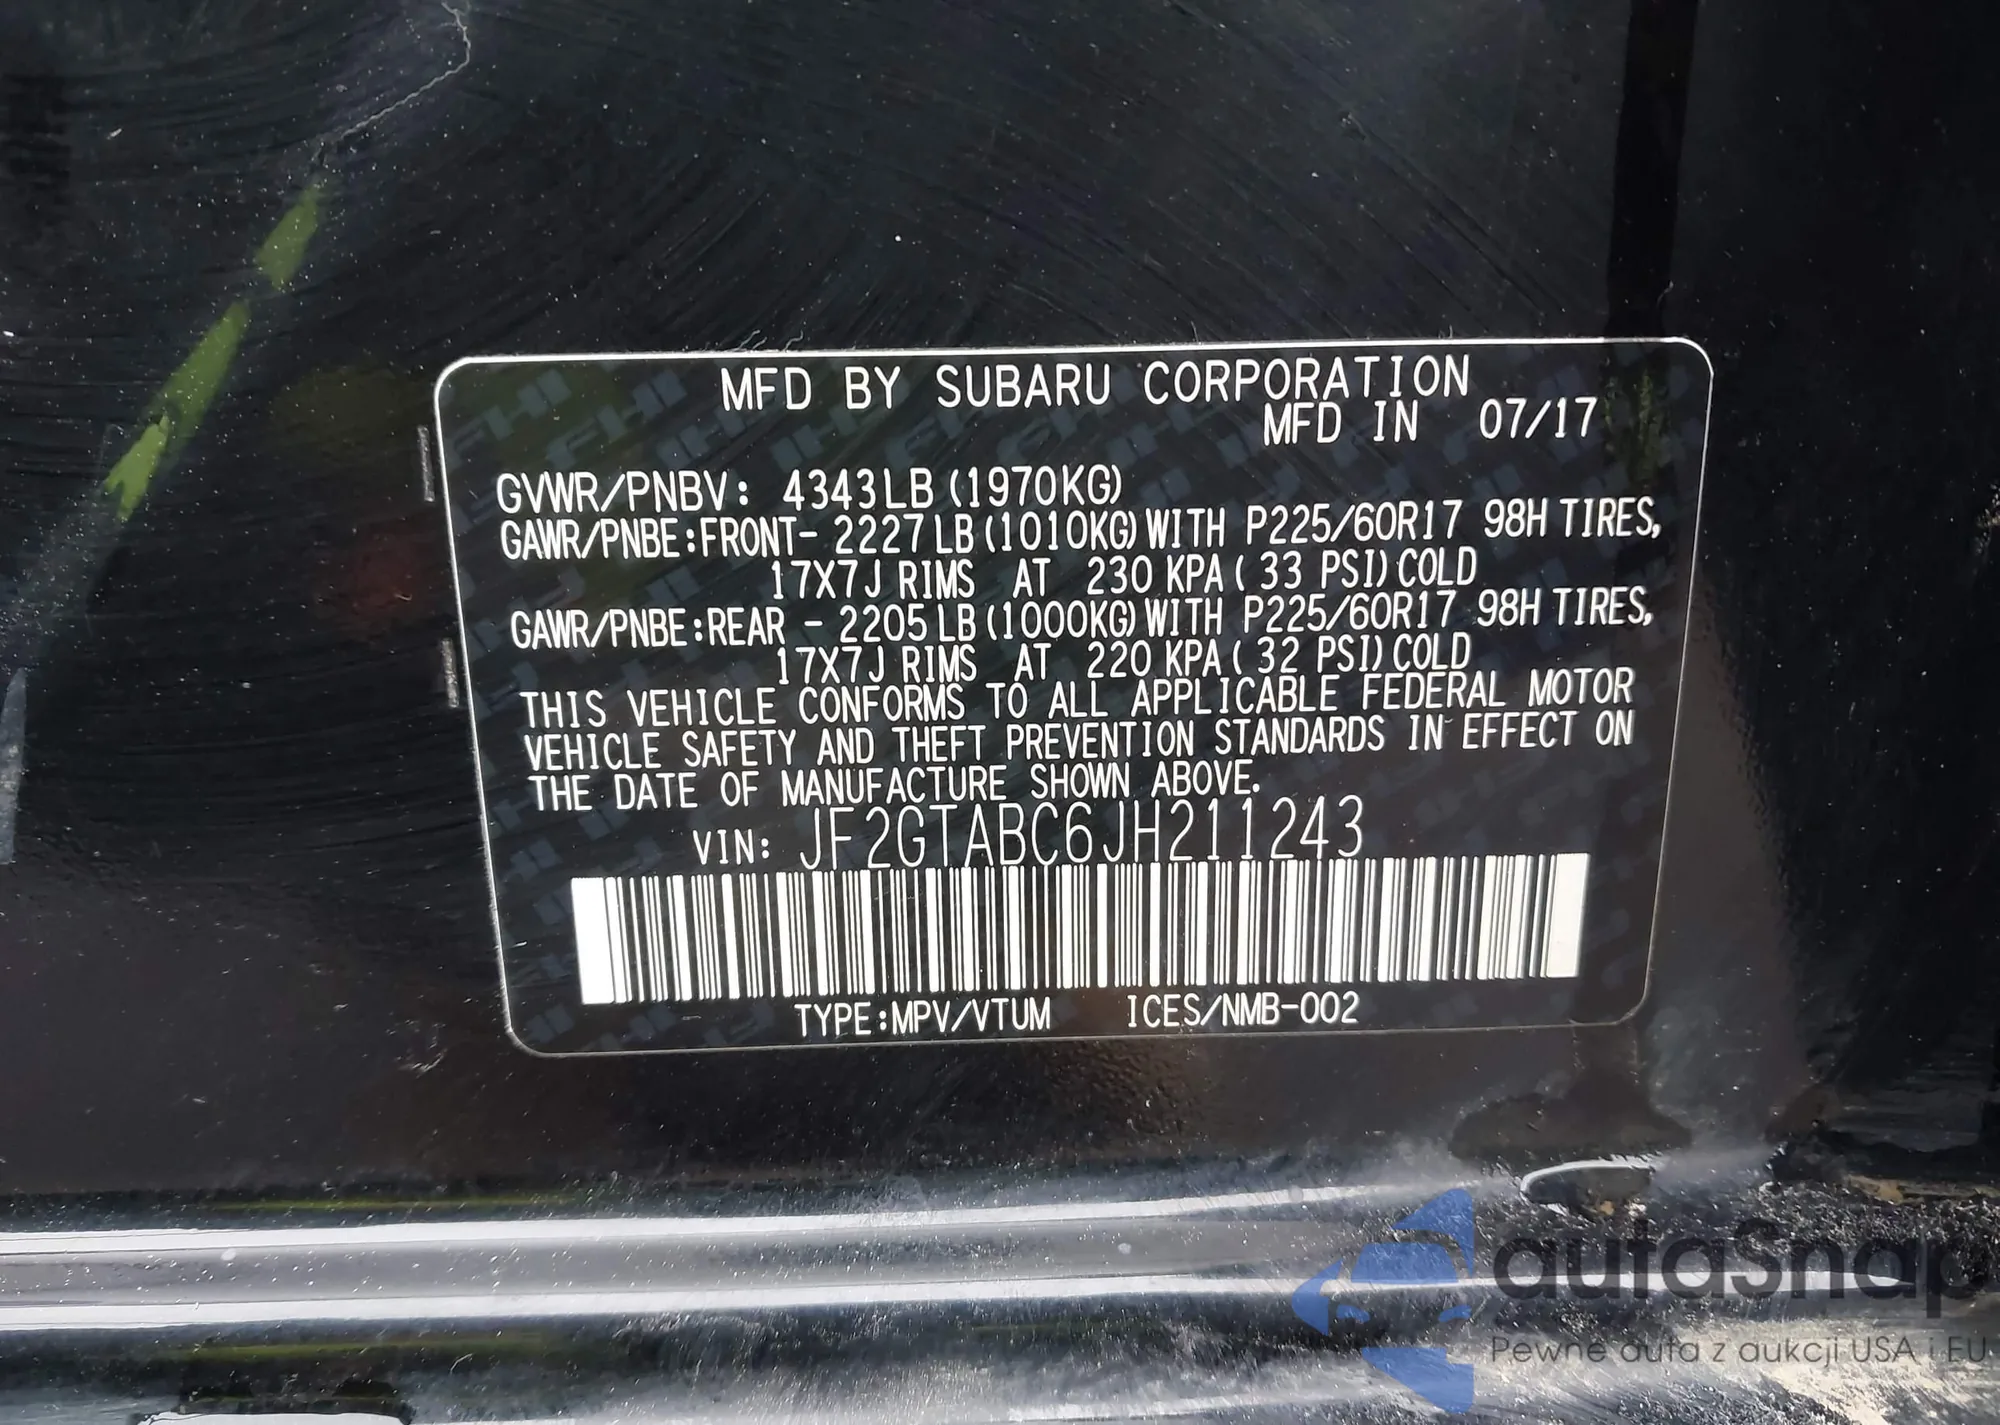 MFD BY SUBARU CORPORATION
MFD IN 07/17
GVWR/PNBV: 4343LB (1970KG)
GAWR/PNBE:FRONT- 2227LB (1010KG) WITH P225/60R17 98H TIRES,
17X7J RIMS AT 230 KPA ( 33 PSI) COLD
GAWR/PNBE:REAR - 2205LB (1000KG) WITH P225/60R17 98H TIRES,
17X7J RIMS AT 220 KPA ( 32 PSI) COLD
THIS VEHICLE CONFORMS TO ALL APPLICABLE FEDERAL MOTOR
VEHICLE SAFETY AND THEFT PREVENTION STANDARDS IN EFFECT ON
THE DATE OF MANUFACTURE SHOWN ABOVE.
VIN: JF2GTABC6JH211243
TYPE:MPV/VTUM ICES/NMB-002
autaSnap
Pewne auta z aukcji USA i EU